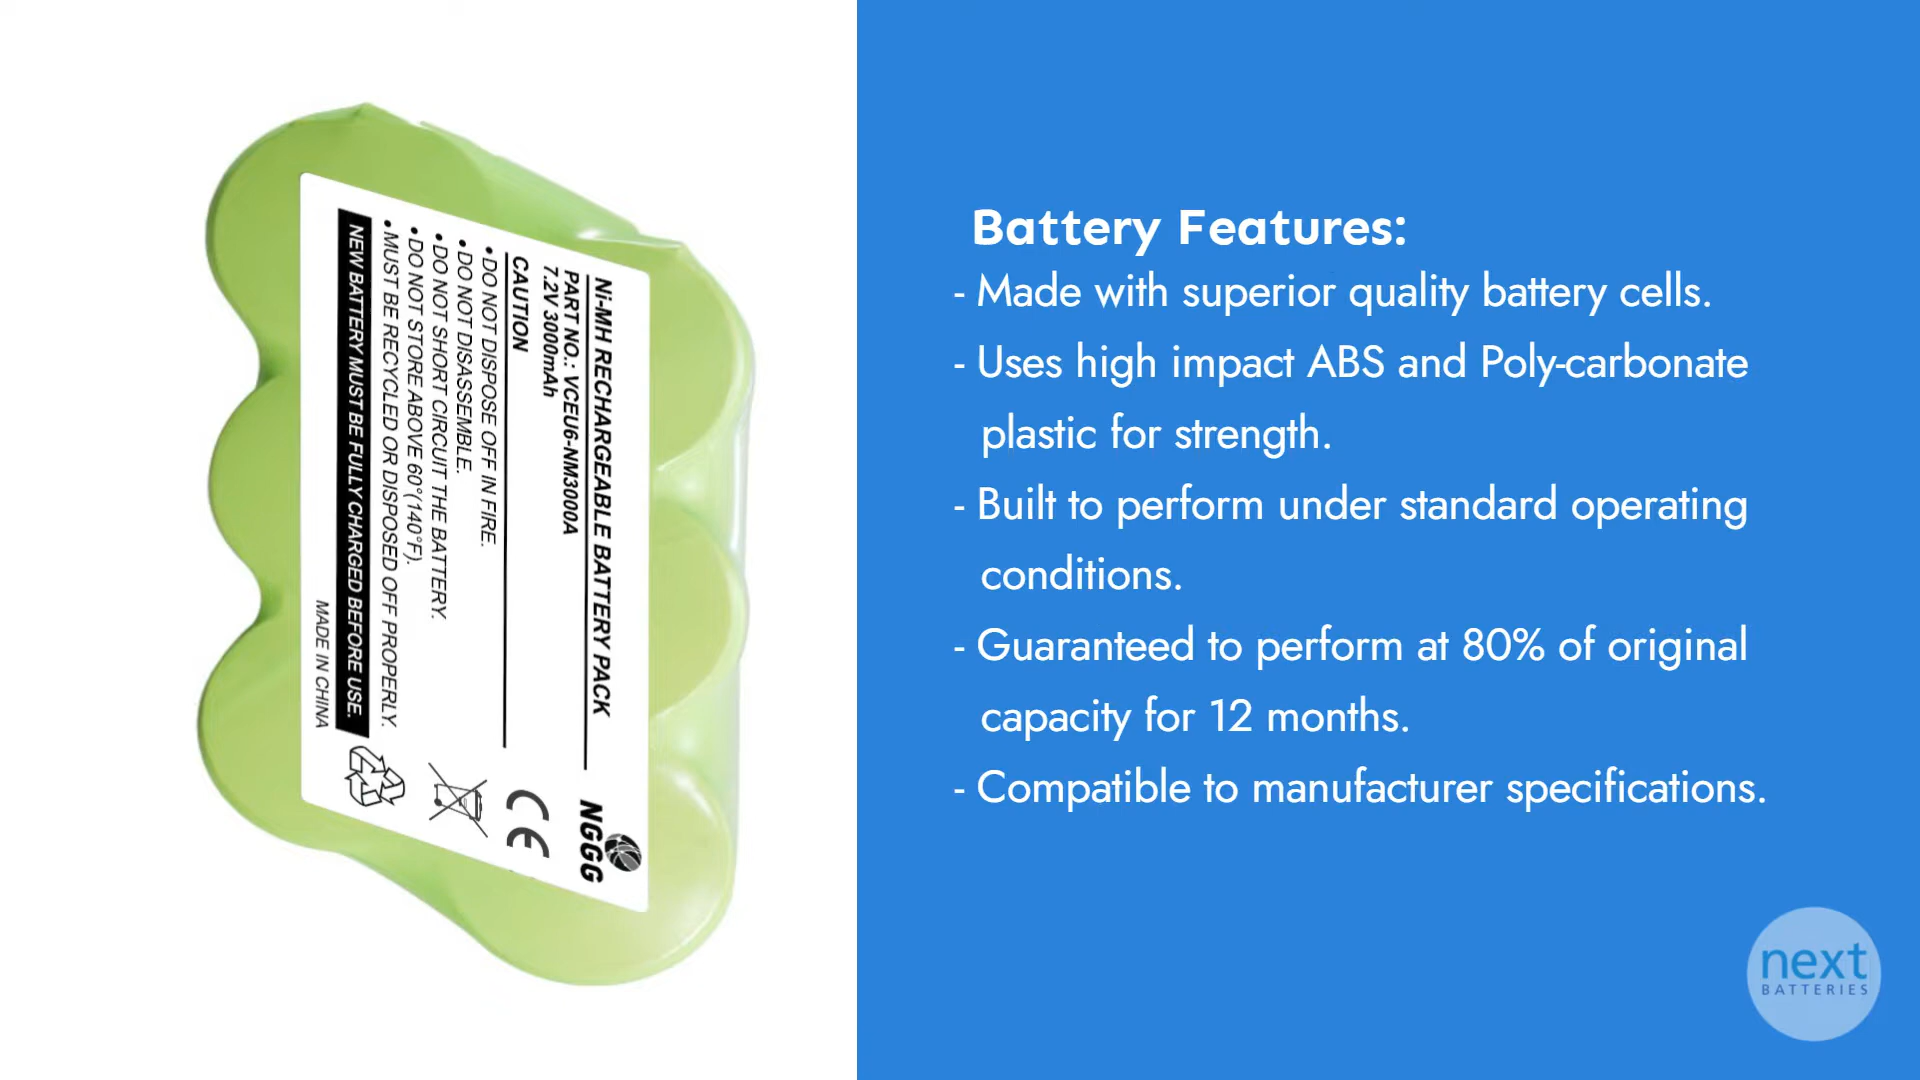 Ni-MH RECHARGEABLE BATTERY PACK
PART NO.: VCEU6-NM3000A
7.2V 3000mAh
CAUTION
•DO NOT DISPOSE OFF IN FIRE.
•DO NOT DISASSEMBLE.
•DO NOT SHORT CIRCUIT THE BATTERY.
•DO NOT STORE ABOVE 60°(140°F).
•MUST BE RECYCLED OR DISPOSED OFF PROPERLY.
NEW BATTERY MUST BE FULLY CHARGED BEFORE USE.
MADE IN CHINA
NGGG
CE
Battery Features:
- Made with superior quality battery cells.
- Uses high impact ABS and Poly-carbonate
plastic for strength.
- Built to perform under standard operating
conditions.
- Guaranteed to perform at 80% of original
capacity for 12 months.
- Compatible to manufacturer specifications.
next
BATTERIES